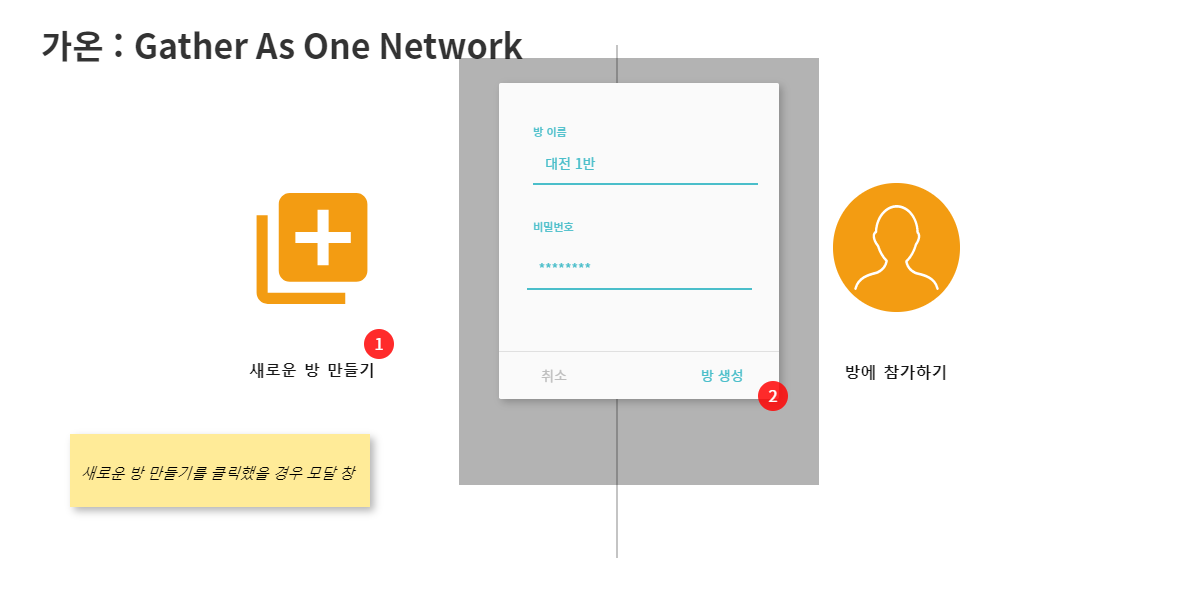 가온 : Gather As One Network
방 이름
대전 1반
비밀번호
********
1
새로운 방 만들기
취소
방 생성
2
방에 참가하기
새로운 방 만들기를 클릭했을 경우 모달 창